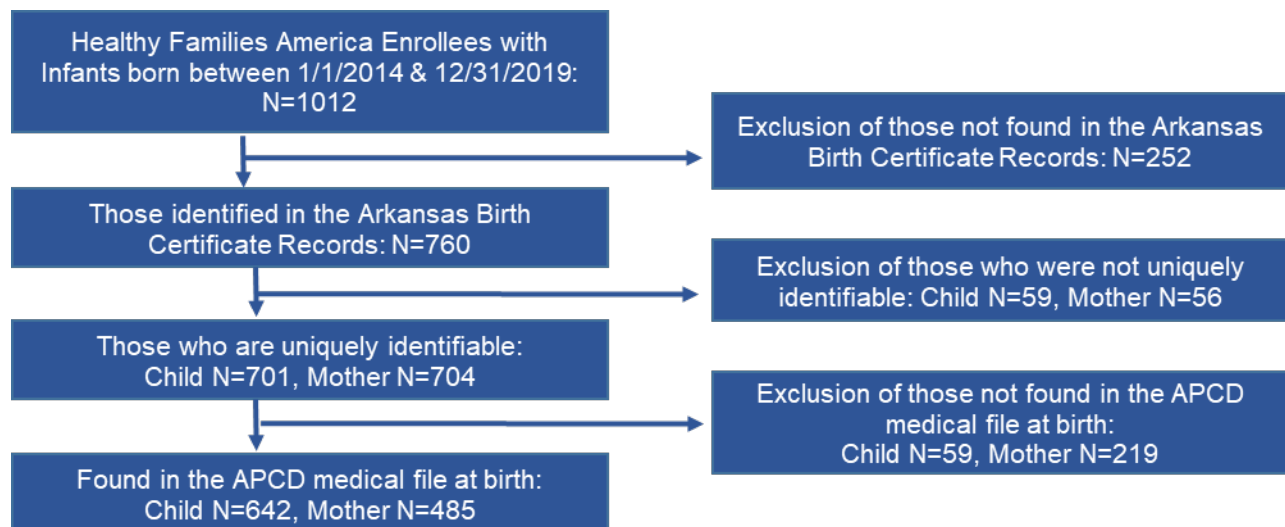 Healthy Families America Enrollees with
Infants born between 1/1/2014 & 12/31/2019:
N=1012
Exclusion of those not found in the Arkansas
Birth Certificate Records: N=252
Those identified in the Arkansas Birth
Certificate Records: N=760
Exclusion of those who were not uniquely
identifiable: Child N=59, Mother N=56
Those who are uniquely identifiable:
Child N=701, Mother N=704
Exclusion of those not found in the APCD
medical file at birth:
Child N=59, Mother N=219
Found in the APCD medical file at birth:
Child N=642, Mother N=485